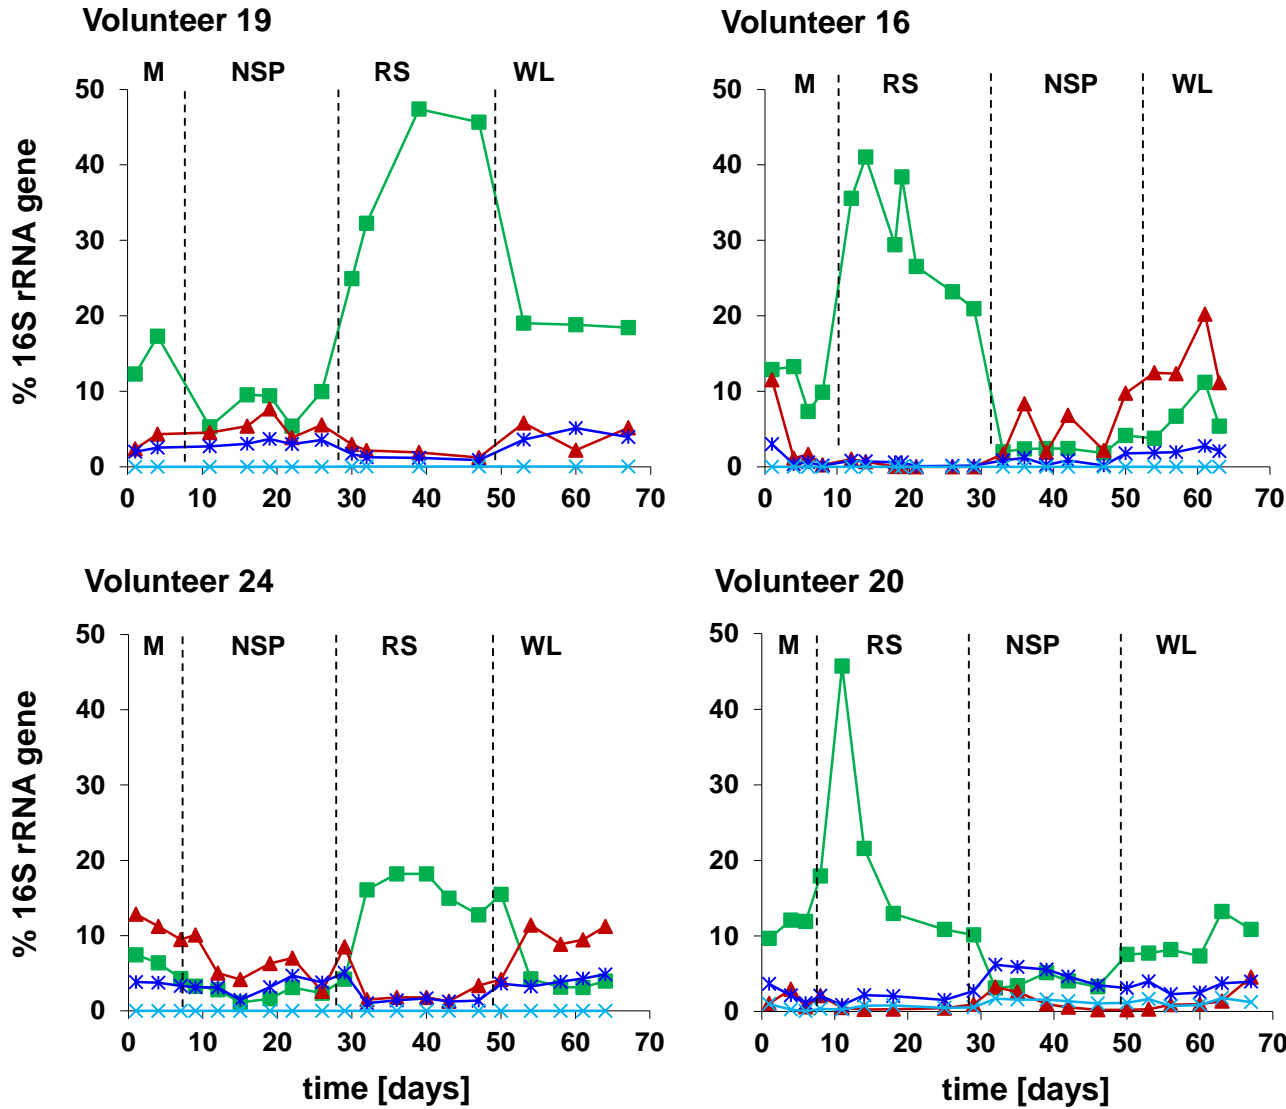 Volunteer 19
Volunteer 16
M NSP RS WL
M RS NSP WL
% 16S rRNA gene
50
40
30
20
10
0
0 10 20 30 40 50 60 70
50
40
30
20
10
0
0 10 20 30 40 50 60 70
Volunteer 24
Volunteer 20
M NSP RS WL
M RS NSP WL
% 16S rRNA gene
50
40
30
20
10
0
0 10 20 30 40 50 60 70
50
40
30
20
10
0
0 10 20 30 40 50 60 70
time [days]
time [days]